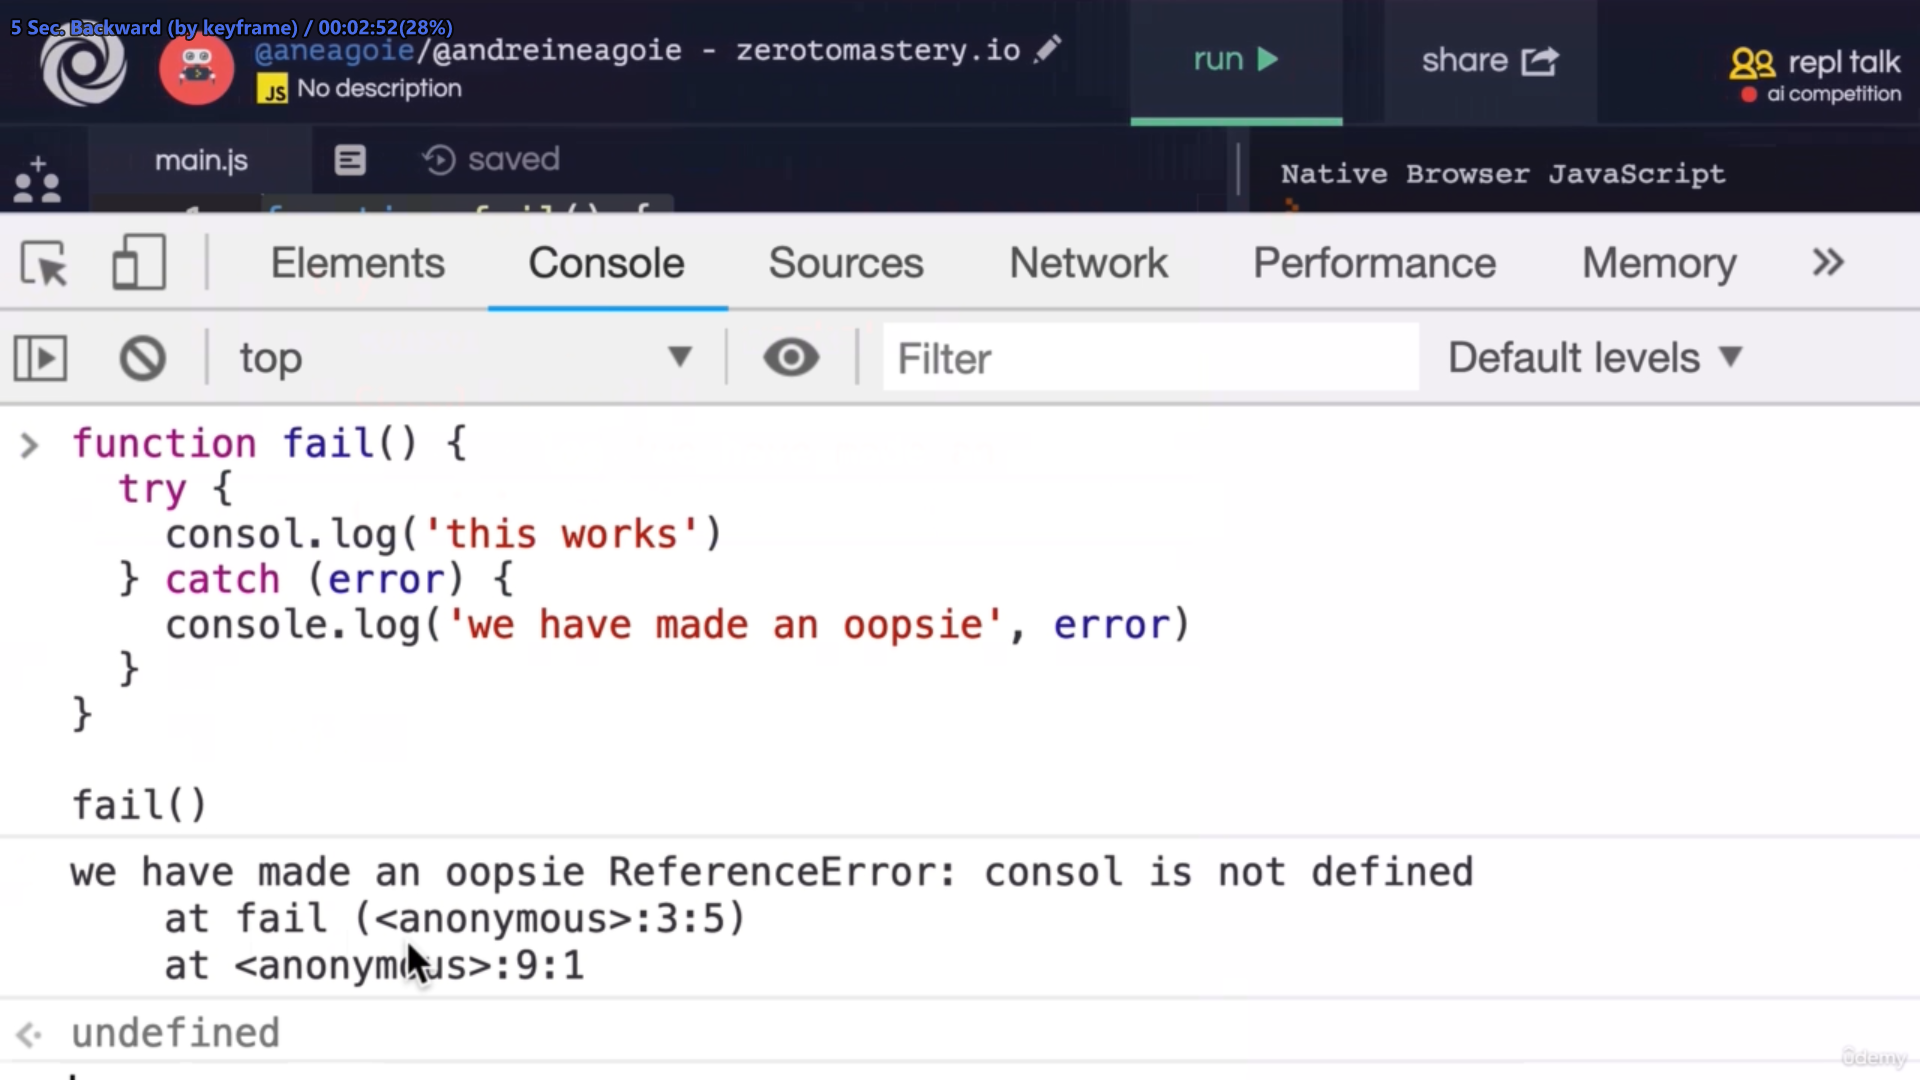 5 Sec. Backward (by keyframe) / 00:02:52(28%)
@aneagoie/@andreineagoie - zerotomastery.io
JS No description
run
share
repl talk
ai competition
main.js
saved
Native Browser JavaScript
1 function fail() {
Elements
Console
Sources
Network
Performance
Memory
top
Filter
Default levels
function fail() {
try {
consol.log('this works')
} catch (error) {
console.log('we have made an oopsie', error)
}
}
fail()
we have made an oopsie ReferenceError: consol is not defined
at fail (<anonymous>:3:5)
at <anonymous>:9:1
undefined
ûdemy